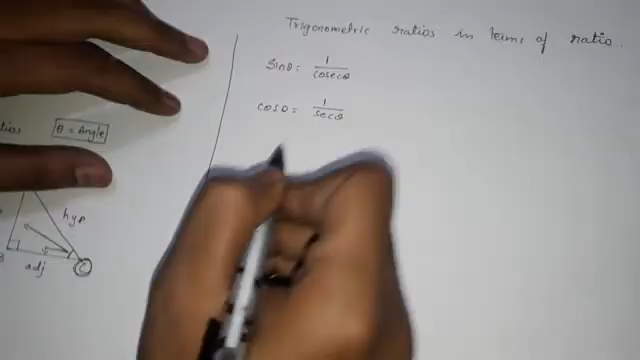 Trigonometric ratios in terms of ratio..
Sinθ = 1/cosecθ
cosθ = 1/secθ
θ = Angle
hyp
adj
C